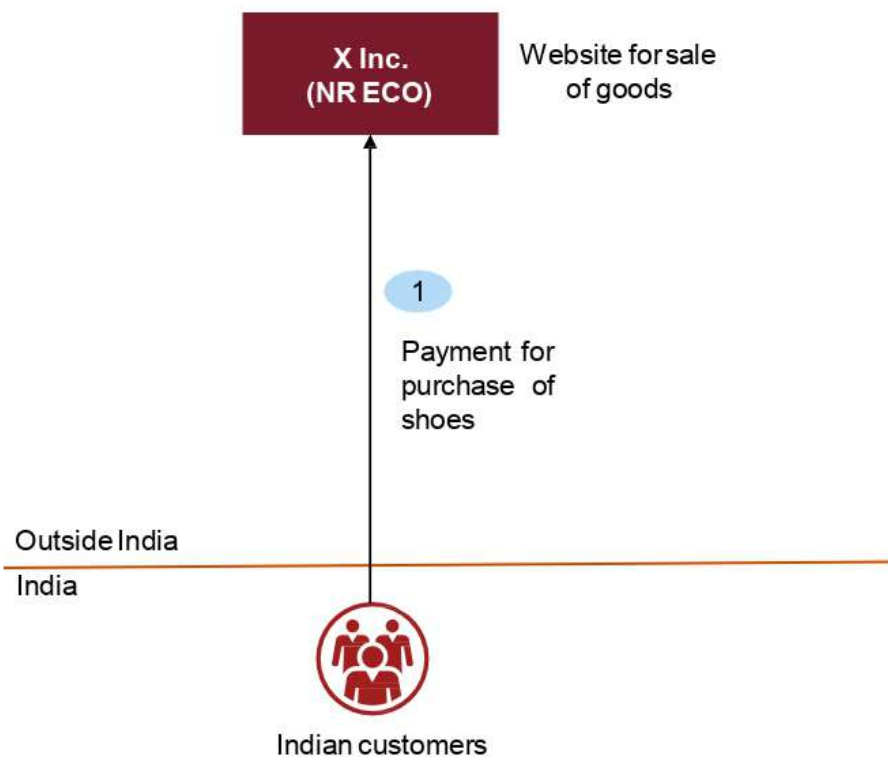 X Inc.
(NR ECO)
Website for sale
of goods
1
Payment for
purchase of
shoes
Outside India
India
Indian customers